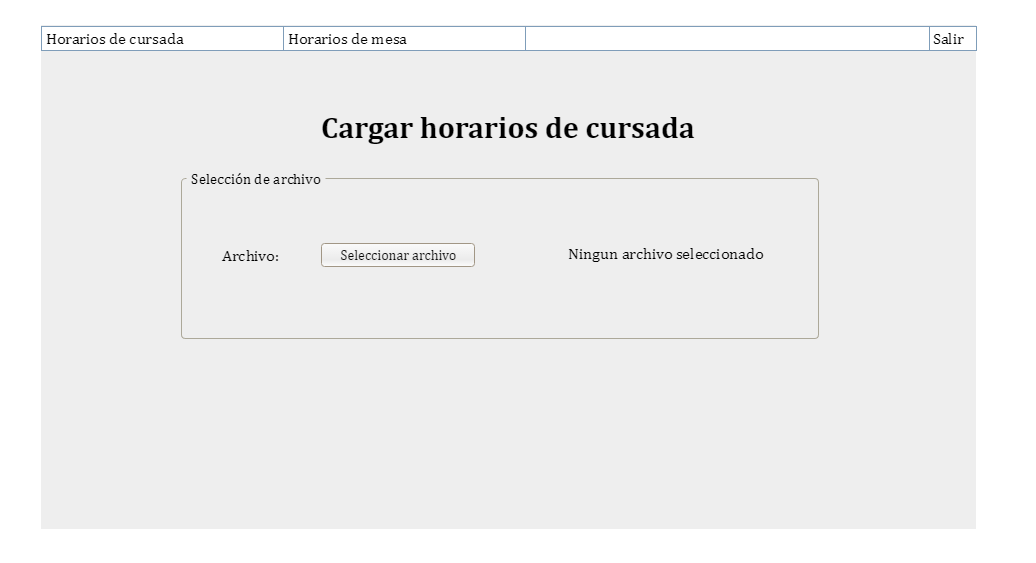 Horarios de cursada Horarios de mesa Salir
Cargar horarios de cursada
Selección de archivo
Archivo: Seleccionar archivo Ningun archivo seleccionado